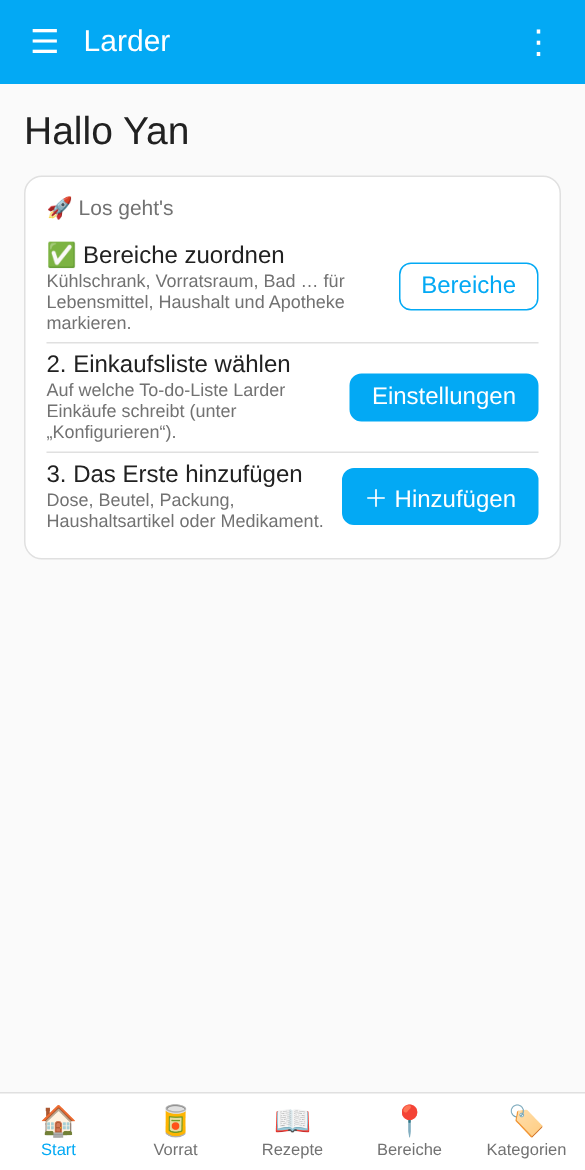 ☰ Larder ⋮
Hallo Yan
🚀 Los geht's
✅ Bereiche zuordnen
Kühlschrank, Vorratsraum, Bad … für
Lebensmittel, Haushalt und Apotheke
markieren.
Bereiche
2. Einkaufsliste wählen
Auf welche To-do-Liste Larder
Einkäufe schreibt (unter
„Konfigurieren“).
Einstellungen
3. Das Erste hinzufügen
Dose, Beutel, Packung,
Haushaltsartikel oder Medikament.
＋ Hinzufügen
Start
Vorrat
Rezepte
Bereiche
Kategorien